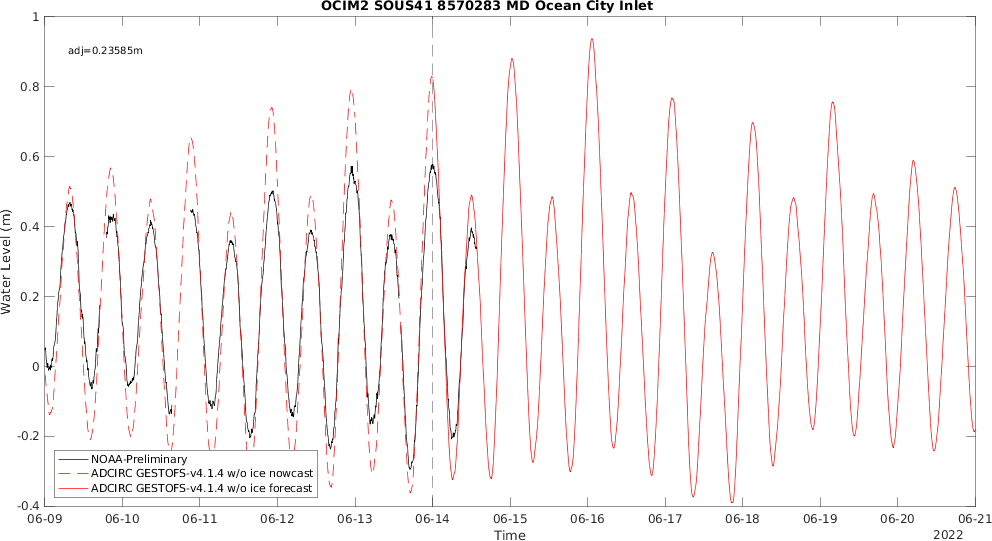 OCIM2 SOUS41 8570283 MD Ocean City Inlet
adj=0.23585m
Water Level (m)
1
0.8
0.6
0.4
0.2
0
-0.2
-0.4
NOAA-Preliminary
ADCIRC GESTOFS-v4.1.4 w/o ice nowcast
ADCIRC GESTOFS-v4.1.4 w/o ice forecast
06-09 06-10 06-11 06-12 06-13 06-14 06-15 06-16 06-17 06-18 06-19 06-20 06-21
Time
2022